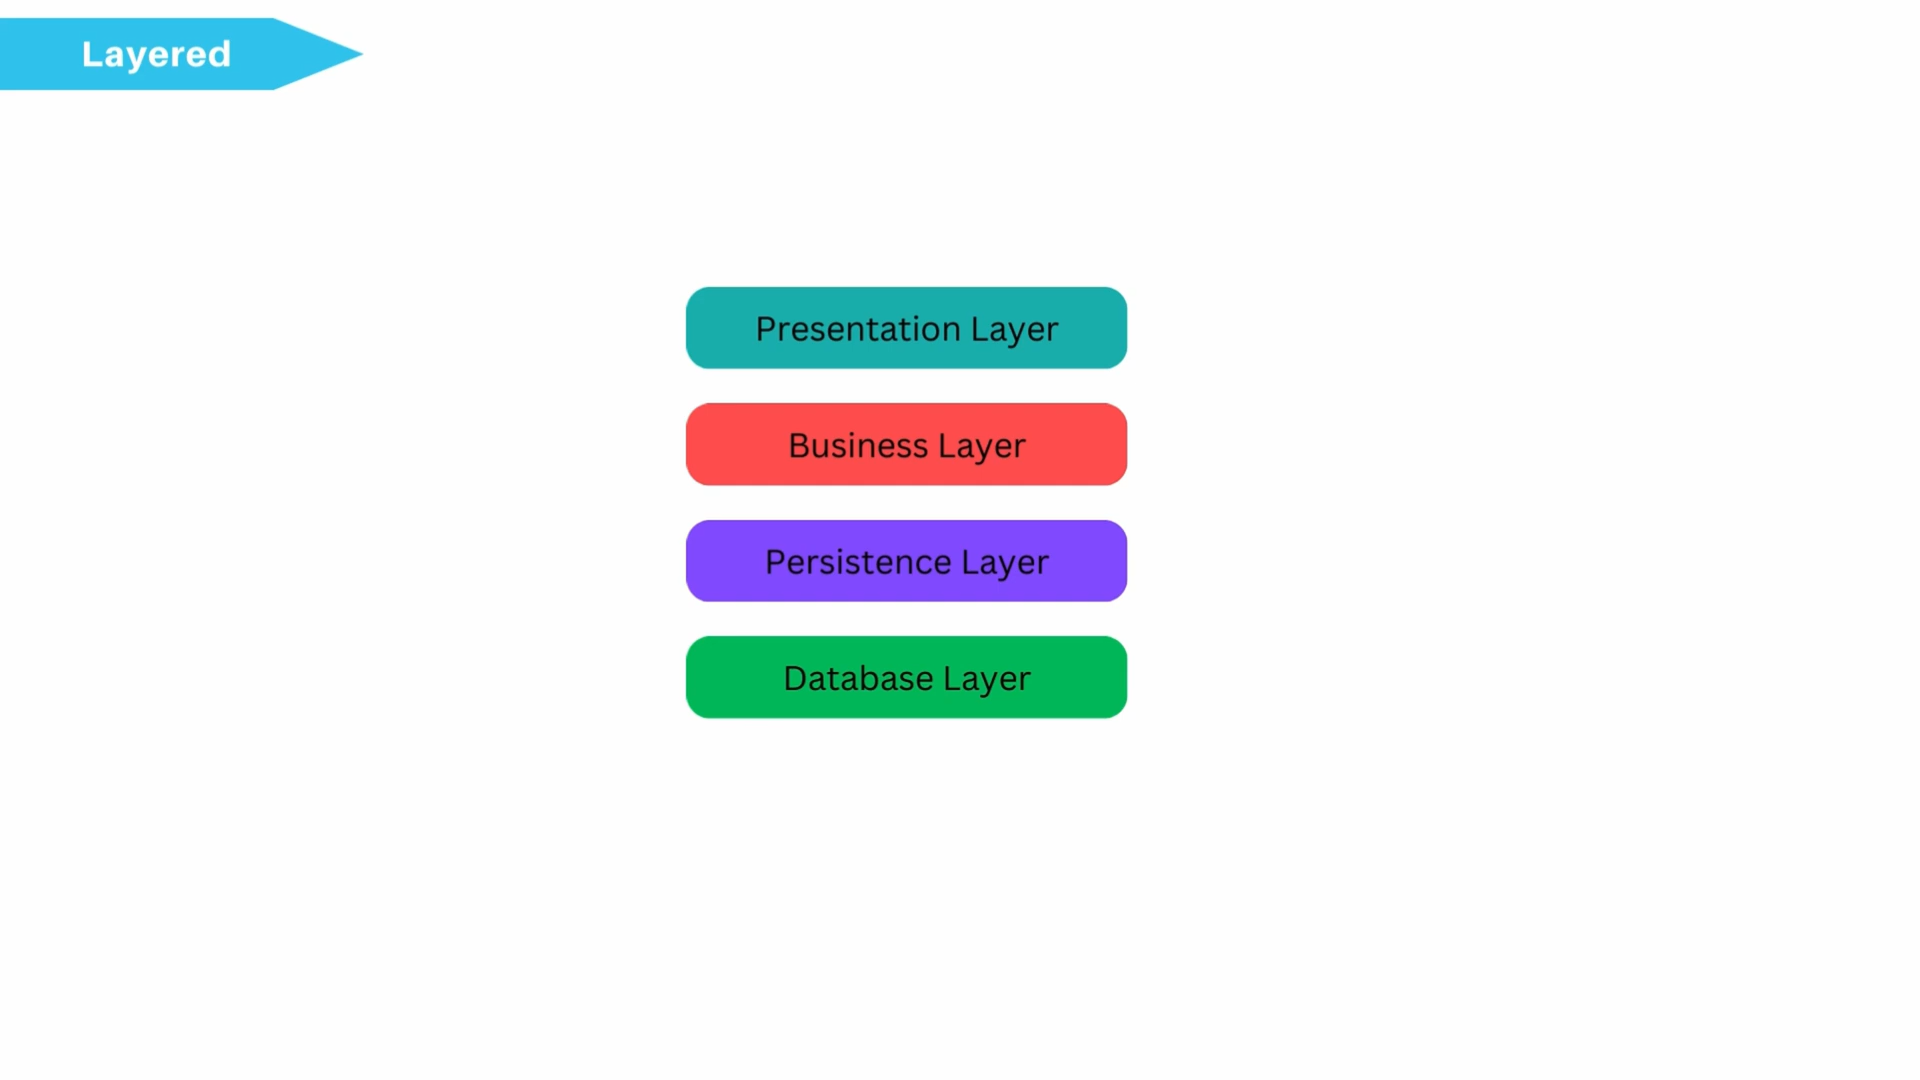 Layered
Presentation Layer
Business Layer
Persistence Layer
Database Layer